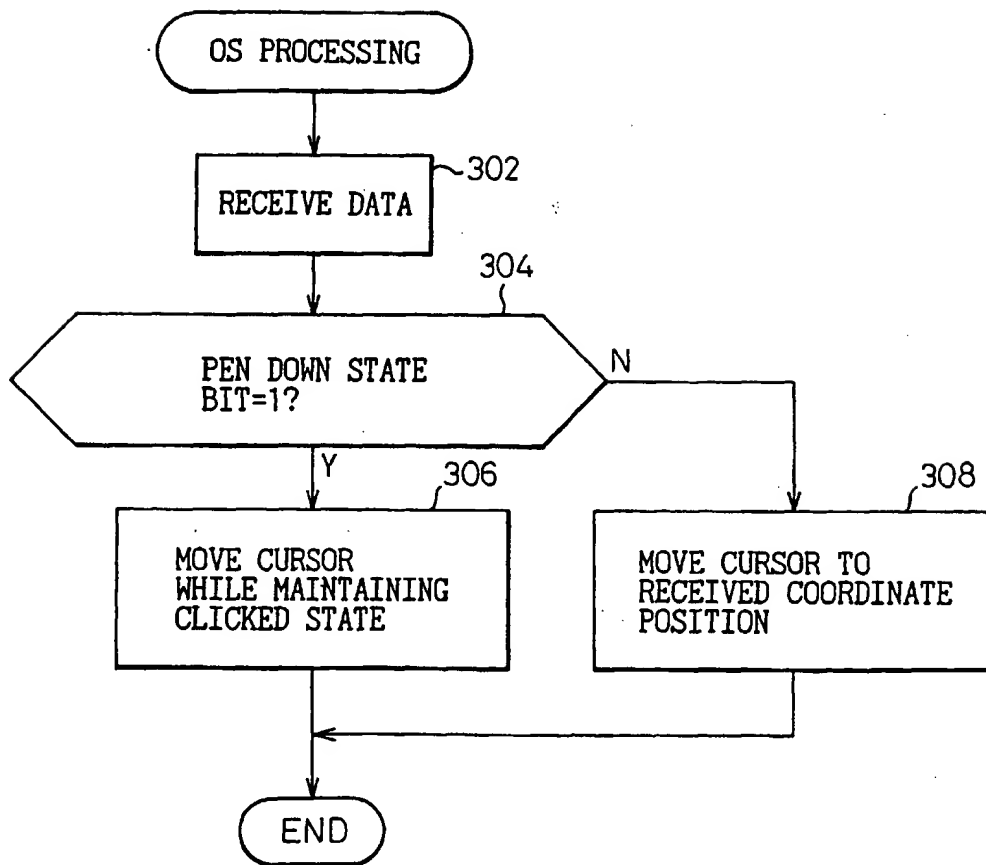 OS PROCESSING
302
RECEIVE DATA
304
PEN DOWN STATE
BIT=1?
N
Y
306
MOVE CURSOR
WHILE MAINTAINING
CLICKED STATE
308
MOVE CURSOR TO
RECEIVED COORDINATE
POSITION
END